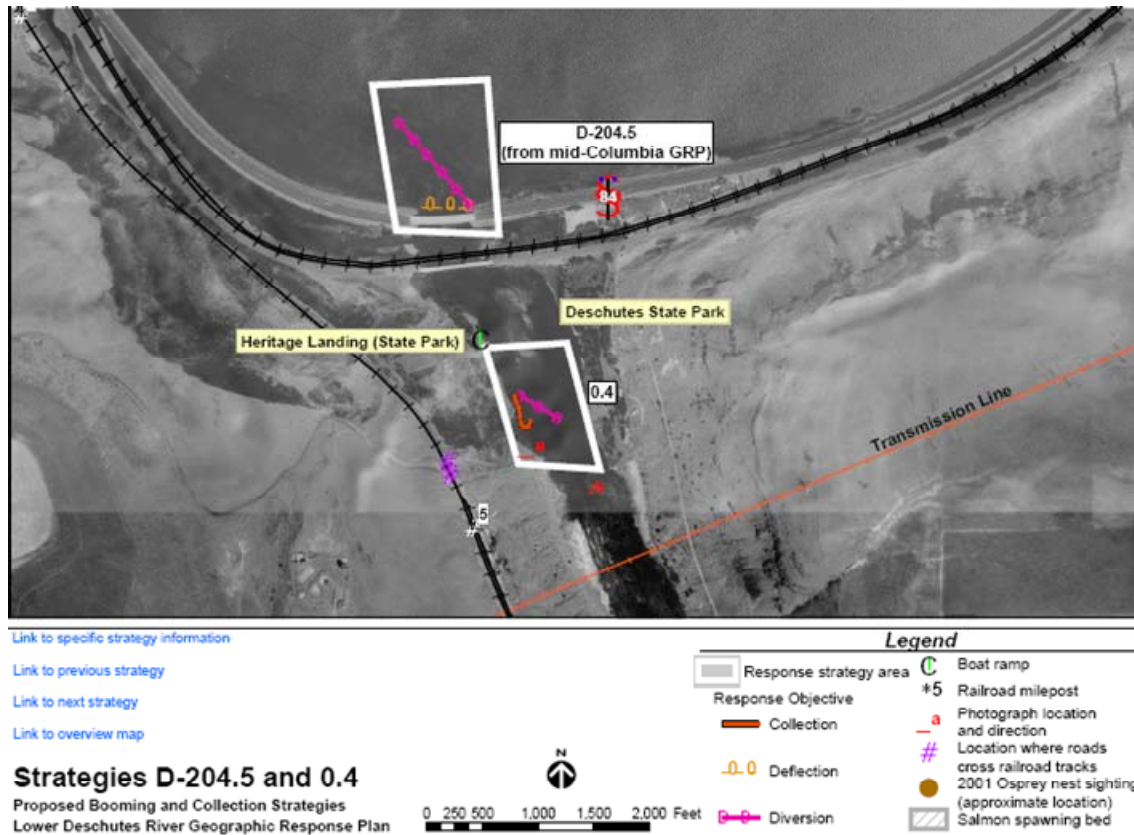 D-204.5
(from mid-Columbia GRP)
84
Deschutes State Park
Heritage Landing (State Park)
0.4
a
Transmission Line
5
#
Link to specific strategy information
Link to previous strategy
Link to next strategy
Link to overview map
Strategies D-204.5 and 0.4
Proposed Booming and Collection Strategies
Lower Deschutes River Geographic Response Plan
N
0 250 500 1,000 1,500 2,000 Feet
Legend
Response strategy area
Response Objective
Collection
Deflection
Diversion
Boat ramp
*5 Railroad milepost
a Photograph location
and direction
# Location where roads
cross railroad tracks
2001 Osprey nest sighting
(approximate location)
Salmon spawning bed